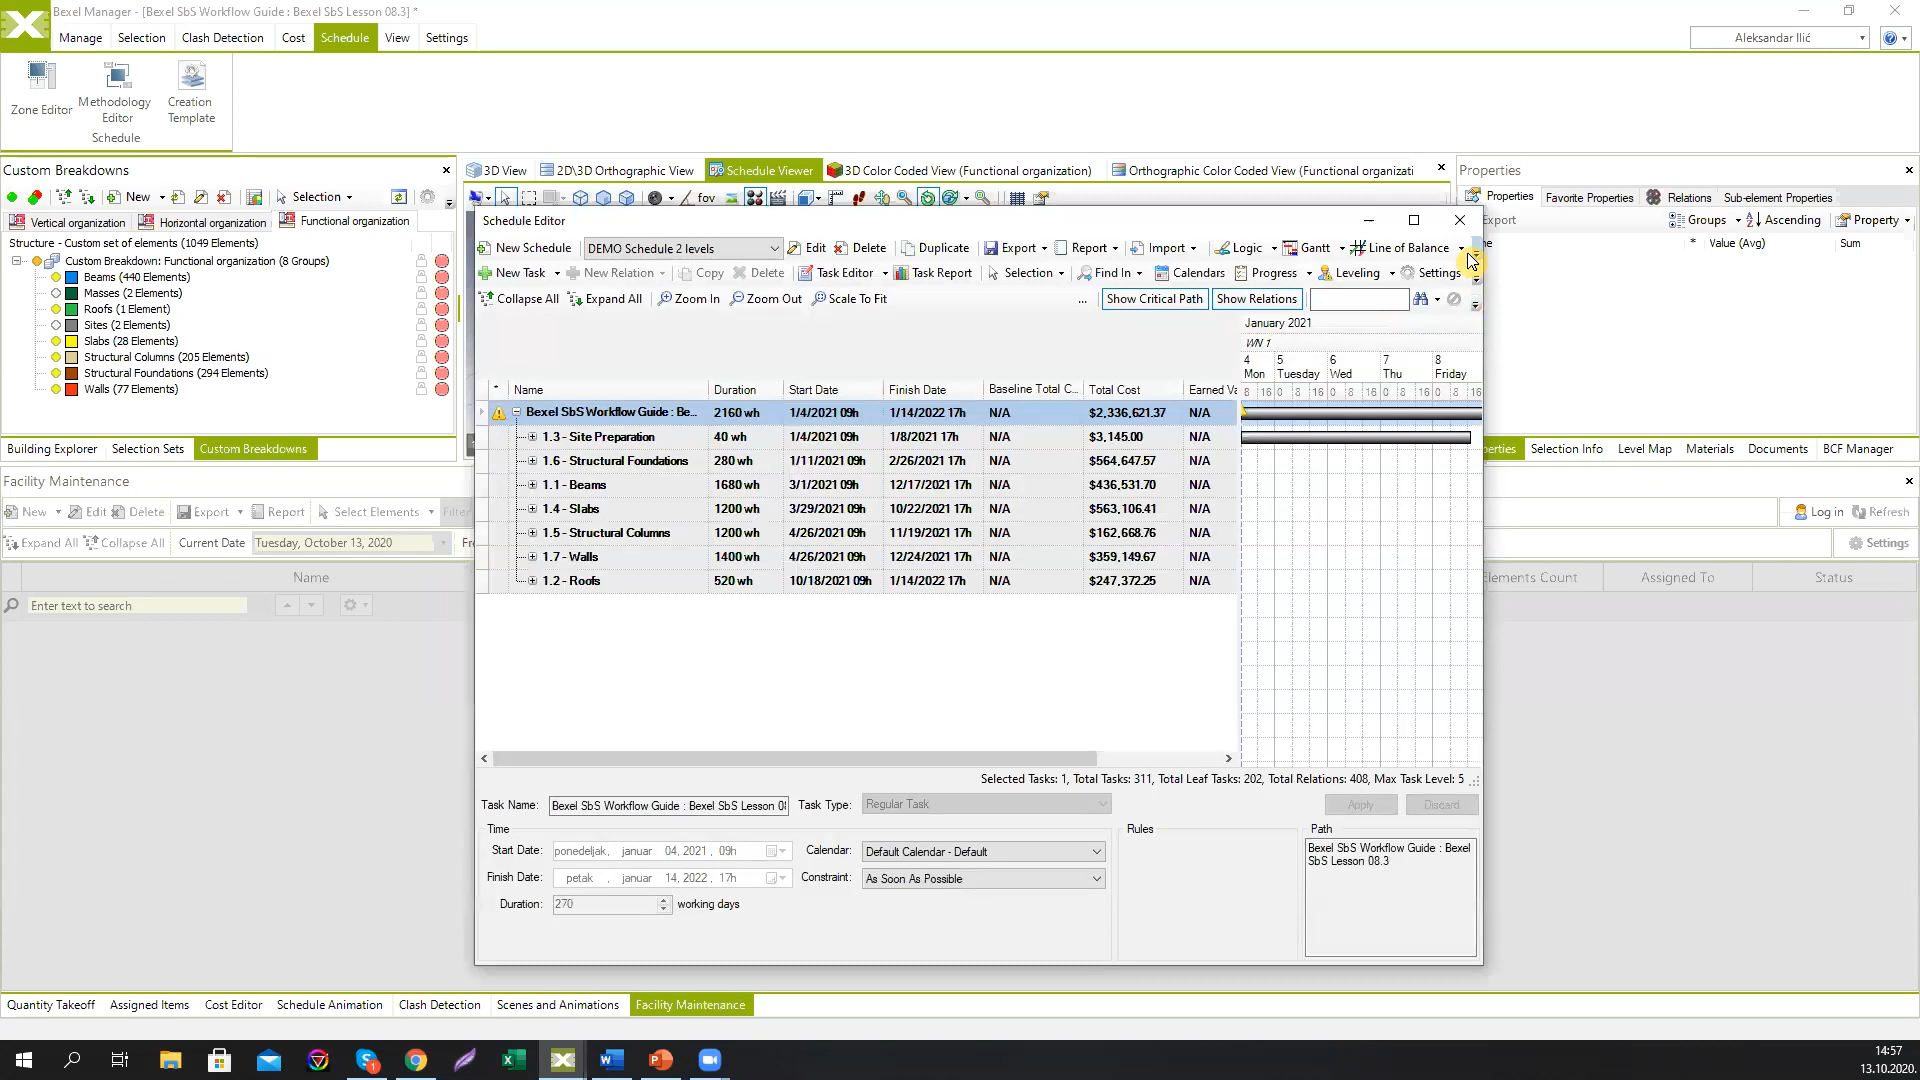 Bexel Manager - [Bexel SbS Workflow Guide : Bexel SbS Lesson 08.3] *
Manage Selection Clash Detection Cost Schedule View Settings
Aleksandar Ilić
Zone Editor Methodology Editor Creation Template
Schedule
Custom Breakdowns
3D View 2D\3D Orthographic View Schedule Viewer 3D Color Coded View (Functional organization) Orthographic Color Coded View (Functional organizati
Properties
New Selection
fov
Properties Favorite Properties Relations Sub-element Properties
Vertical organization Horizontal organization Functional organization
Schedule Editor
Export Groups Ascending Property
Structure - Custom set of elements (1049 Elements)
Value (Avg) Sum
Custom Breakdown: Functional organization (8 Groups)
Beams (440 Elements)
Masses (2 Elements)
Roofs (1 Element)
Sites (2 Elements)
Slabs (28 Elements)
Structural Columns (205 Elements)
Structural Foundations (294 Elements)
Walls (77 Elements)
New Schedule DEMO Schedule 2 levels Edit Delete Duplicate Export Report Import Logic Gantt Line of Balance
New Task New Relation Copy Delete Task Editor Task Report Selection Find In Calendars Progress Leveling Settings
Collapse All Expand All Zoom In Zoom Out Scale To Fit ... Show Critical Path Show Relations
January 2021
WN 1
4 5 6 7 8
Mon Tuesday Wed Thu Friday
8 16 0 8 16 0 8 16 0 8 16 0 8 16
* Name Duration Start Date Finish Date Baseline Total C... Total Cost Earned Va
Bexel SbS Workflow Guide : Be... 2160 wh 1/4/2021 09h 1/14/2022 17h N/A $2,336,621.37 N/A
1.3 - Site Preparation 40 wh 1/4/2021 09h 1/8/2021 17h N/A $3,145.00 N/A
1.6 - Structural Foundations 280 wh 1/11/2021 09h 2/26/2021 17h N/A $564,647.57 N/A
1.1 - Beams 1680 wh 3/1/2021 09h 12/17/2021 17h N/A $436,531.70 N/A
1.4 - Slabs 1200 wh 3/29/2021 09h 10/22/2021 17h N/A $563,106.41 N/A
1.5 - Structural Columns 1200 wh 4/26/2021 09h 11/19/2021 17h N/A $162,668.76 N/A
1.7 - Walls 1400 wh 4/26/2021 09h 12/24/2021 17h N/A $359,149.67 N/A
1.2 - Roofs 520 wh 10/18/2021 09h 1/14/2022 17h N/A $247,372.25 N/A
Selected Tasks: 1, Total Tasks: 311, Total Leaf Tasks: 202, Total Relations: 408, Max Task Level: 5
Task Name: Bexel SbS Workflow Guide : Bexel SbS Lesson 0 Task Type: Regular Task Apply Discard
Time Rules Path
Start Date: ponedeljak, januar 04, 2021, 09h Calendar: Default Calendar - Default
Bexel SbS Workflow Guide : Bexel
SbS Lesson 08.3
Finish Date: petak , januar 14, 2022, 17h Constraint: As Soon As Possible
Duration: 270 working days
Building Explorer Selection Sets Custom Breakdowns
Selection Info Level Map Materials Documents BCF Manager
Facility Maintenance
New Edit Delete Export Report Select Elements Filter
Log in Refresh
Expand All Collapse All Current Date Tuesday, October 13, 2020
Settings
Name
Elements Count Assigned To Status
Enter text to search
Quantity Takeoff Assigned Items Cost Editor Schedule Animation Clash Detection Scenes and Animations Facility Maintenance
14:57
13.10.2020.